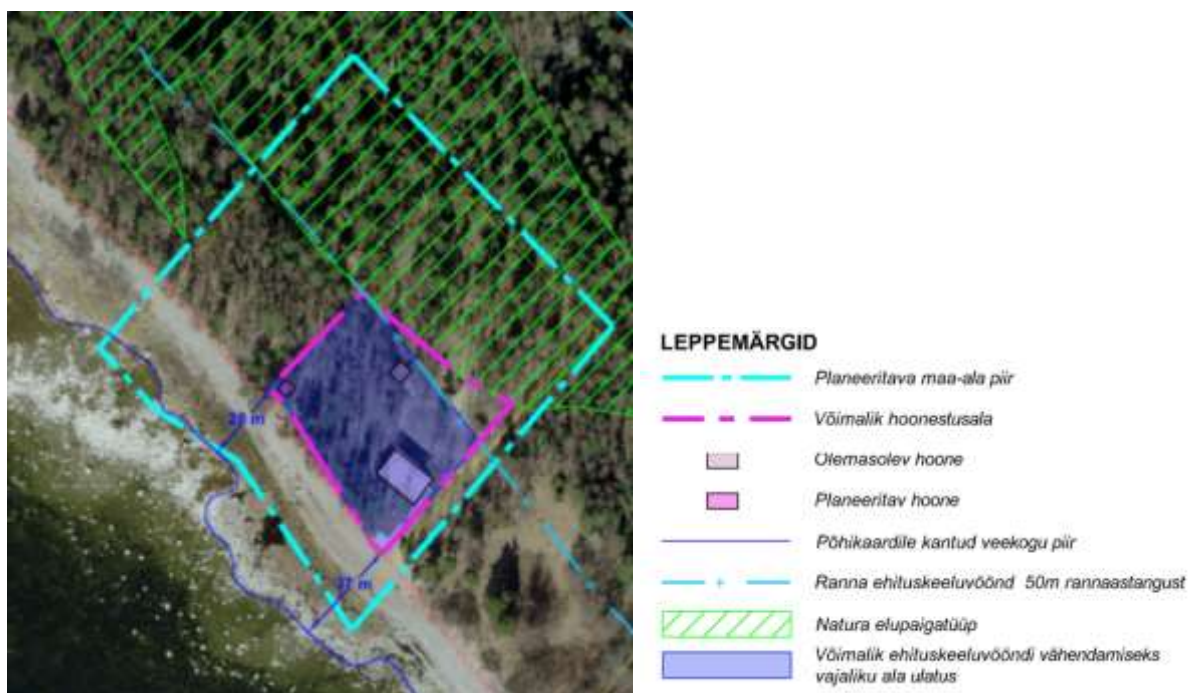 28 m
37 m
LEPPEMÄRGID
Planeeritava maa-ala piir
Võimalik hoonestusala
Olemasolev hoone
Planeeritav hoone
Põhikaardile kantud veekogu piir
Ranna ehituskeeluvöönd 50m rannaastangust
Natura elupaigatüüp
Võimalik ehituskeeluvööndi vähendamiseks
vajaliku ala ulatus